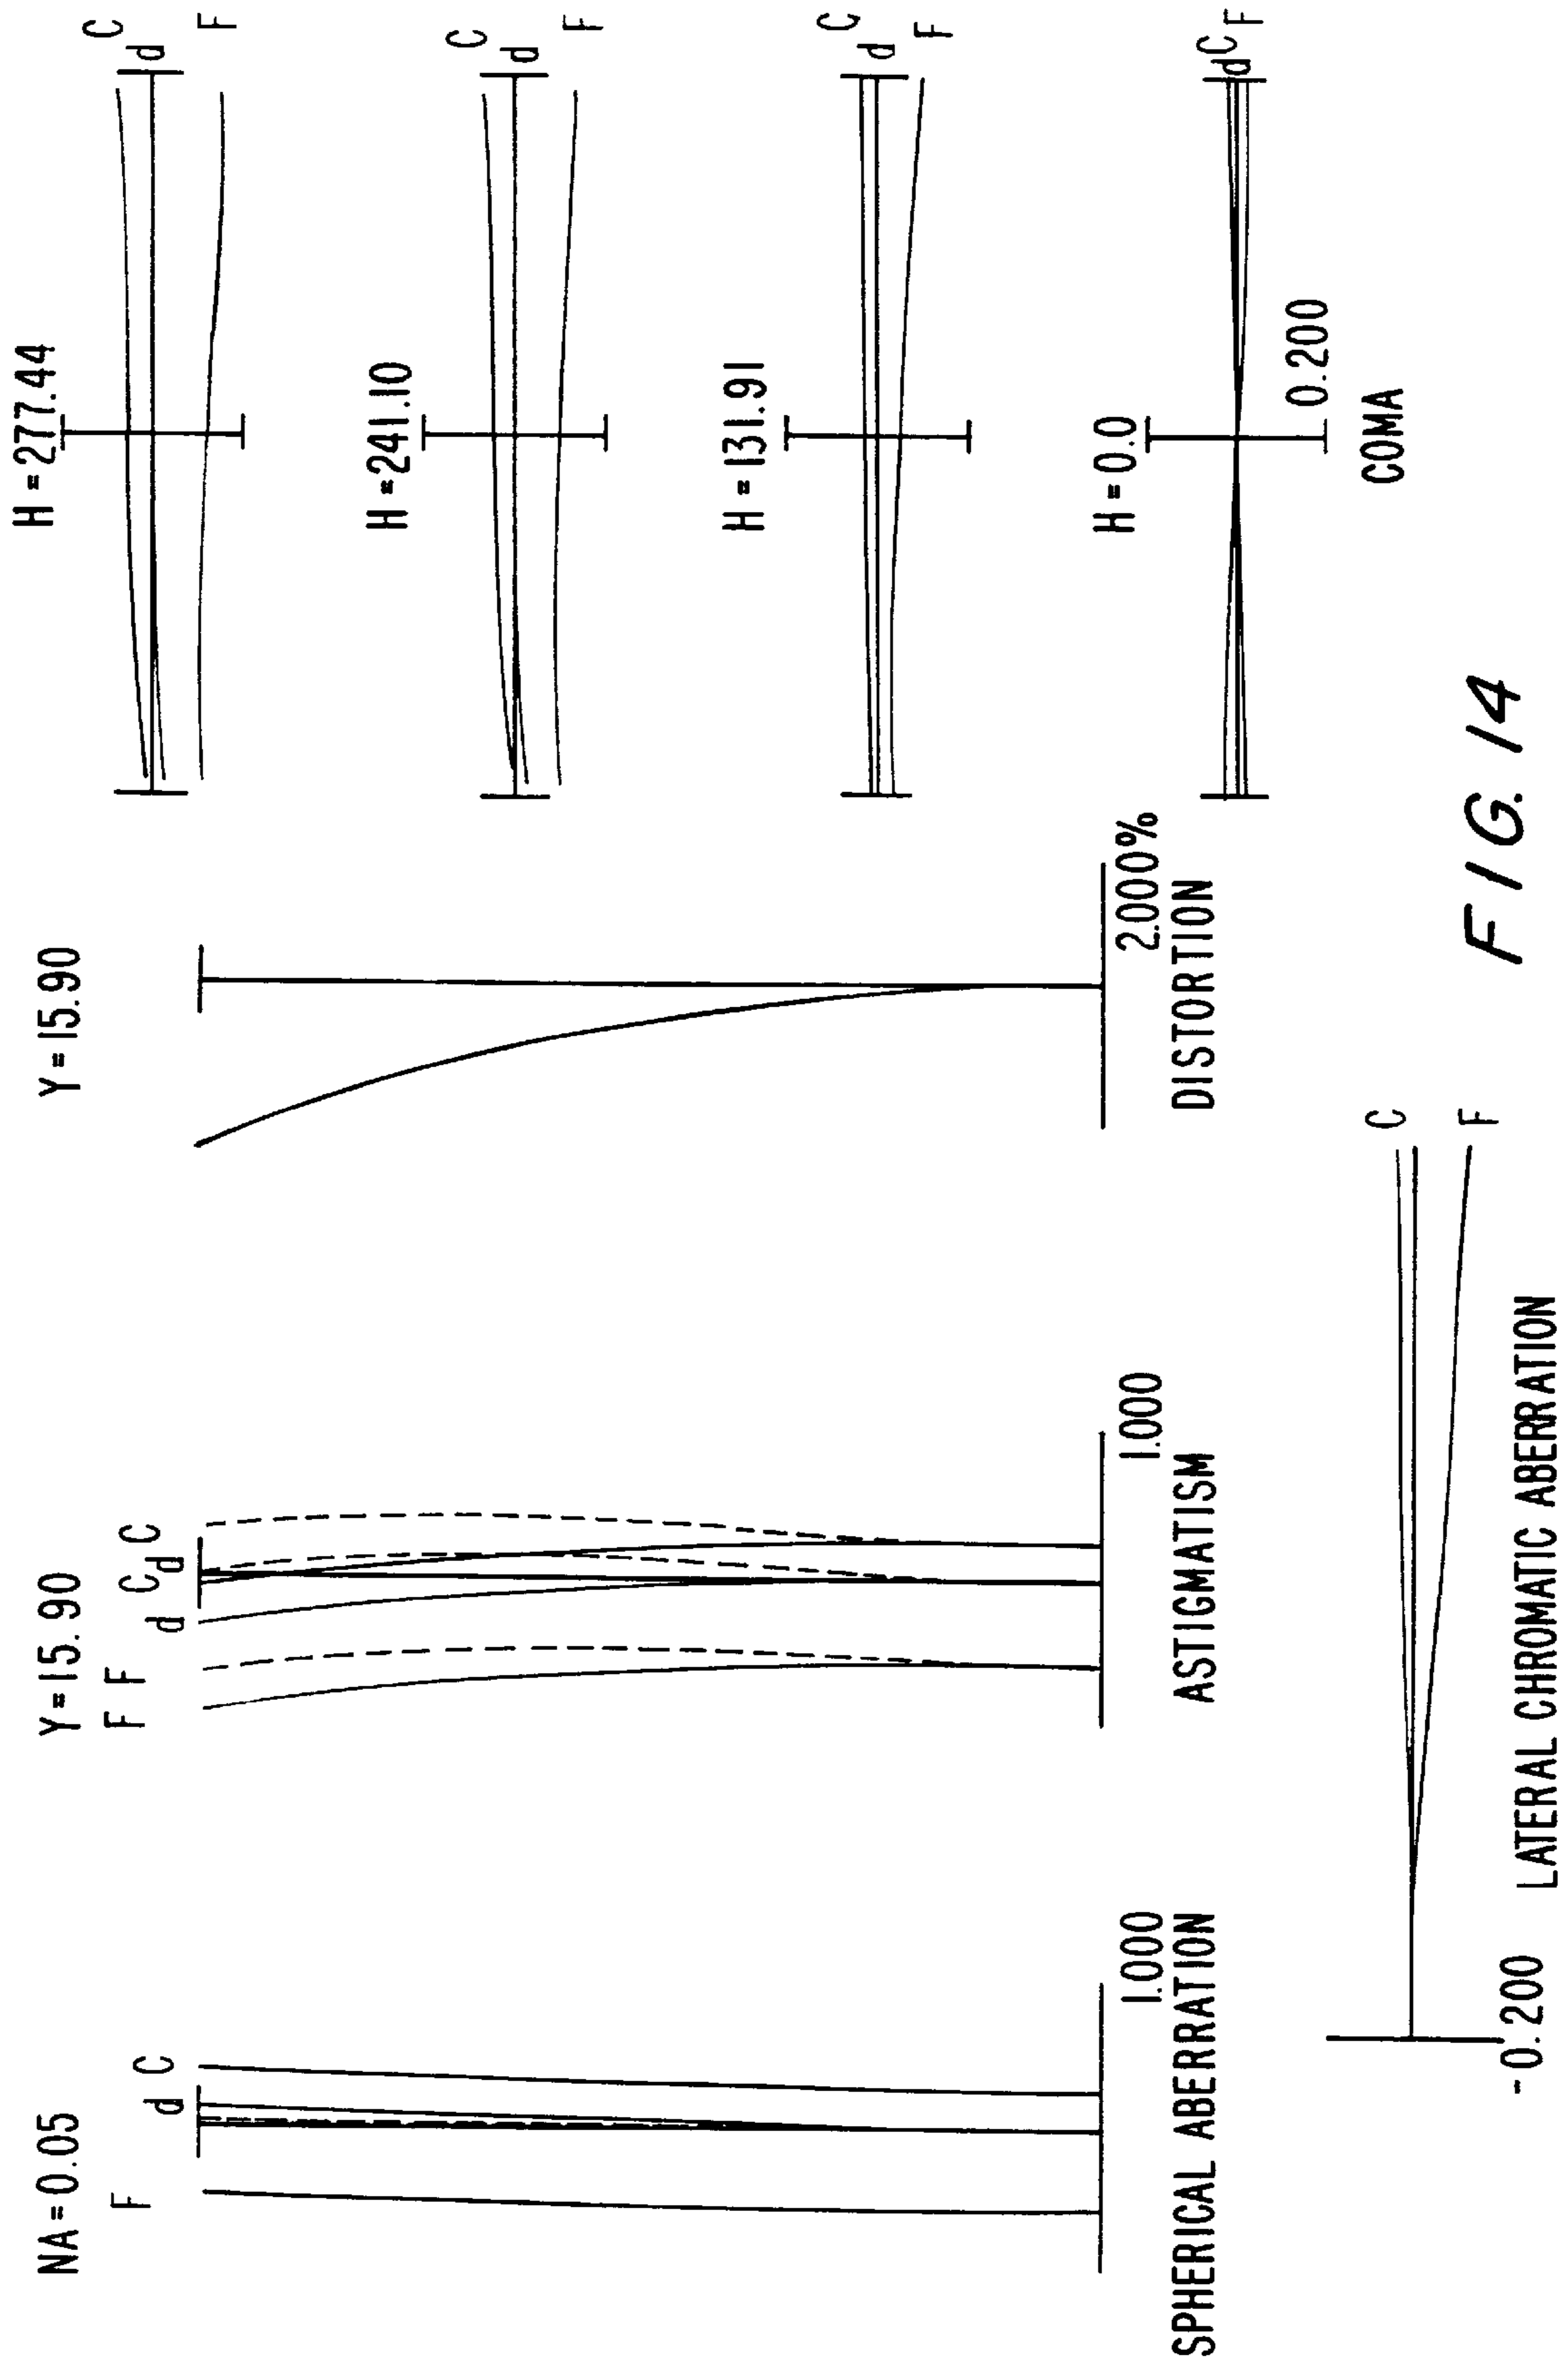 NA=0.05
F
d
C
1.000
SPHERICAL ABERRATION
Y=15.90
F F
d
C
d
C
1.000
ASTIGMATISM
Y=15.90
2.000%
DISTORTION
H=277.44
C
d
F
H=241.10
C
d
F
H=131.91
C
d
F
H=0.0
C
d
F
0.200
COMA
-0.200
C
F
LATERAL CHROMATIC ABERRATION
FIG. 14